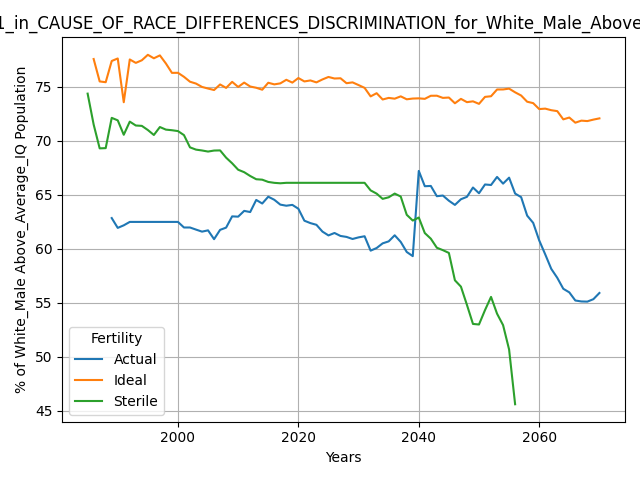 1_in_CAUSE_OF_RACE_DIFFERENCES_DISCRIMINATION_for_White_Male_Above
% of White_Male Above_Average_IQ Population
75
70
65
60
55
50
45
Fertility
Actual
Ideal
Sterile
2000 2020 2040 2060
Years